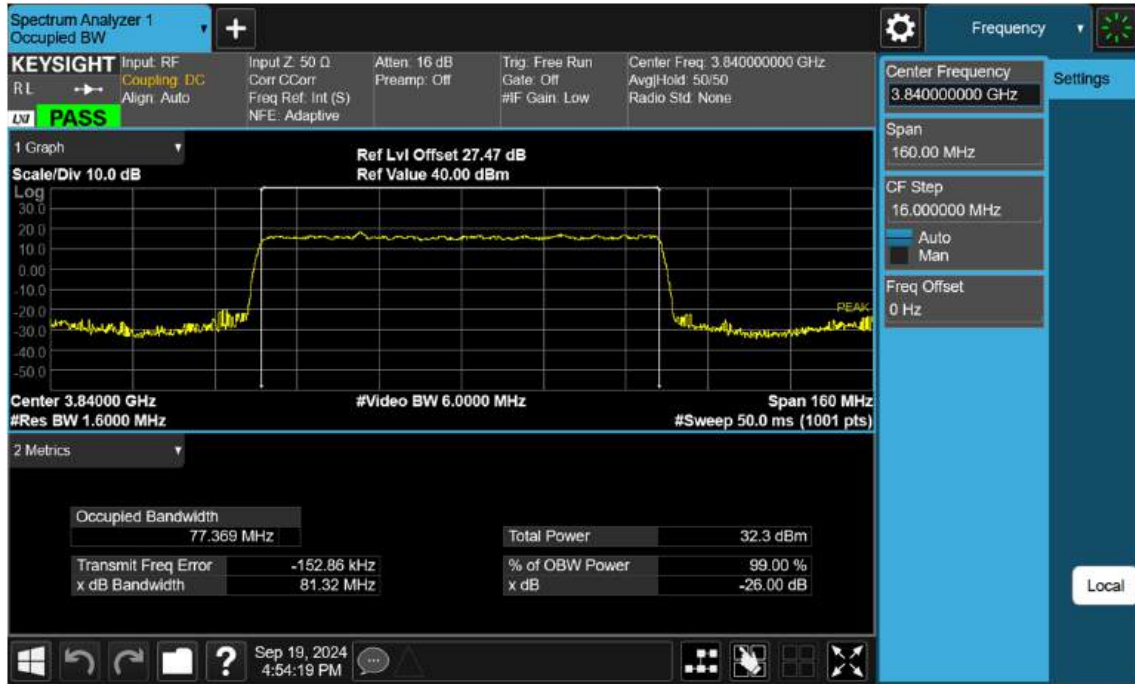 Spectrum Analyzer 1
Occupied BW
+
Frequency
KEYSIGHT
R L
LXI PASS
Input: RF
Coupling: DC
Align: Auto
Input Z: 50 Ω
Corr CCorr
Freq Ref: Int (S)
NFE: Adaptive
Atten: 16 dB
Preamp: Off
Trig: Free Run
Gate: Off
#IF Gain: Low
Center Freq: 3.840000000 GHz
Avg|Hold: 50/50
Radio Std: None
Center Frequency
3.840000000 GHz
Settings
Span
160.00 MHz
CF Step
16.000000 MHz
Auto
Man
Freq Offset
0 Hz
Local
1 Graph
Scale/Div 10.0 dB
Ref Lvl Offset 27.47 dB
Ref Value 40.00 dBm
Log
30.0
20.0
10.0
0.00
-10.0
-20.0
-30.0
-40.0
-50.0
PEAK
Center 3.84000 GHz
#Res BW 1.6000 MHz
#Video BW 6.0000 MHz
Span 160 MHz
#Sweep 50.0 ms (1001 pts)
2 Metrics
Occupied Bandwidth
77.369 MHz
Total Power 32.3 dBm
Transmit Freq Error -152.86 kHz
% of OBW Power 99.00 %
x dB Bandwidth 81.32 MHz
x dB -26.00 dB
?
Sep 19, 2024
4:54:19 PM